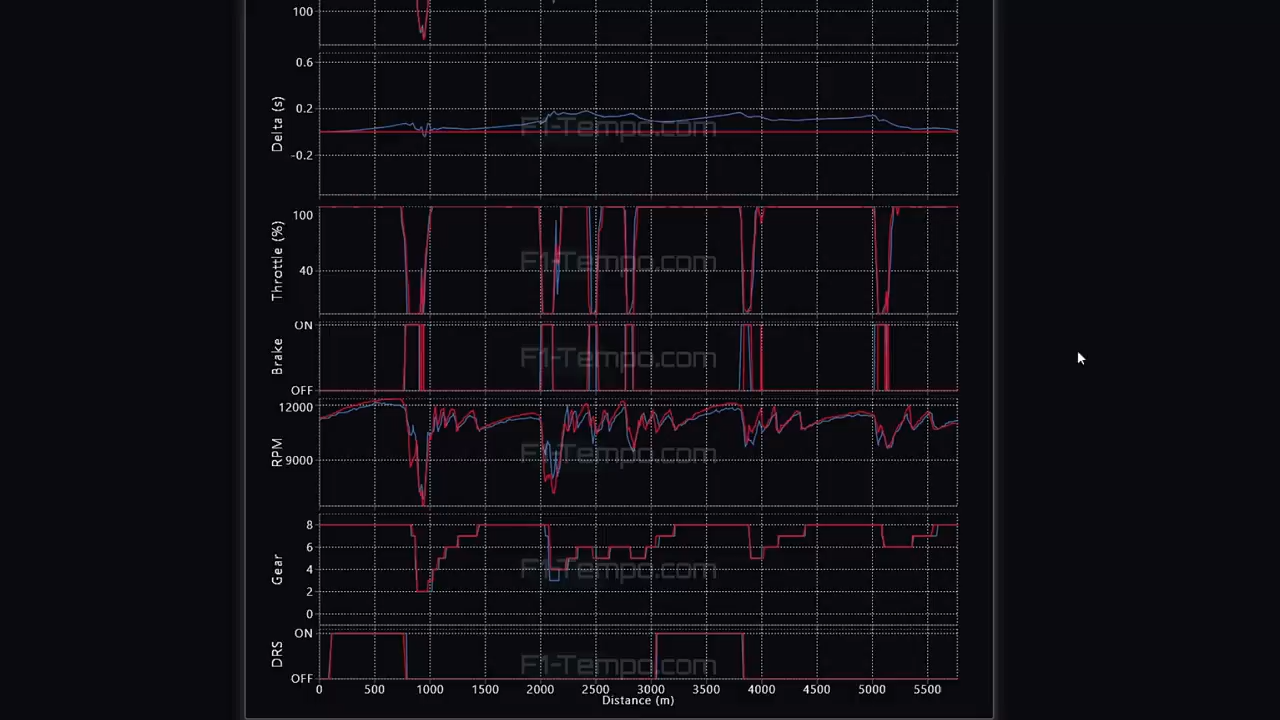 100
0.6
0.2
-0.2
Delta (s)
F1-Tempo.com
100
40
Throttle (%)
F1-Tempo.com
ON
OFF
Brake
F1-Tempo.com
12000
9000
RPM
F1-Tempo.com
8
6
4
2
0
Gear
F1-Tempo.com
ON
OFF
DRS
F1-Tempo.com
0 500 1000 1500 2000 2500 3000 3500 4000 4500 5000 5500
Distance (m)